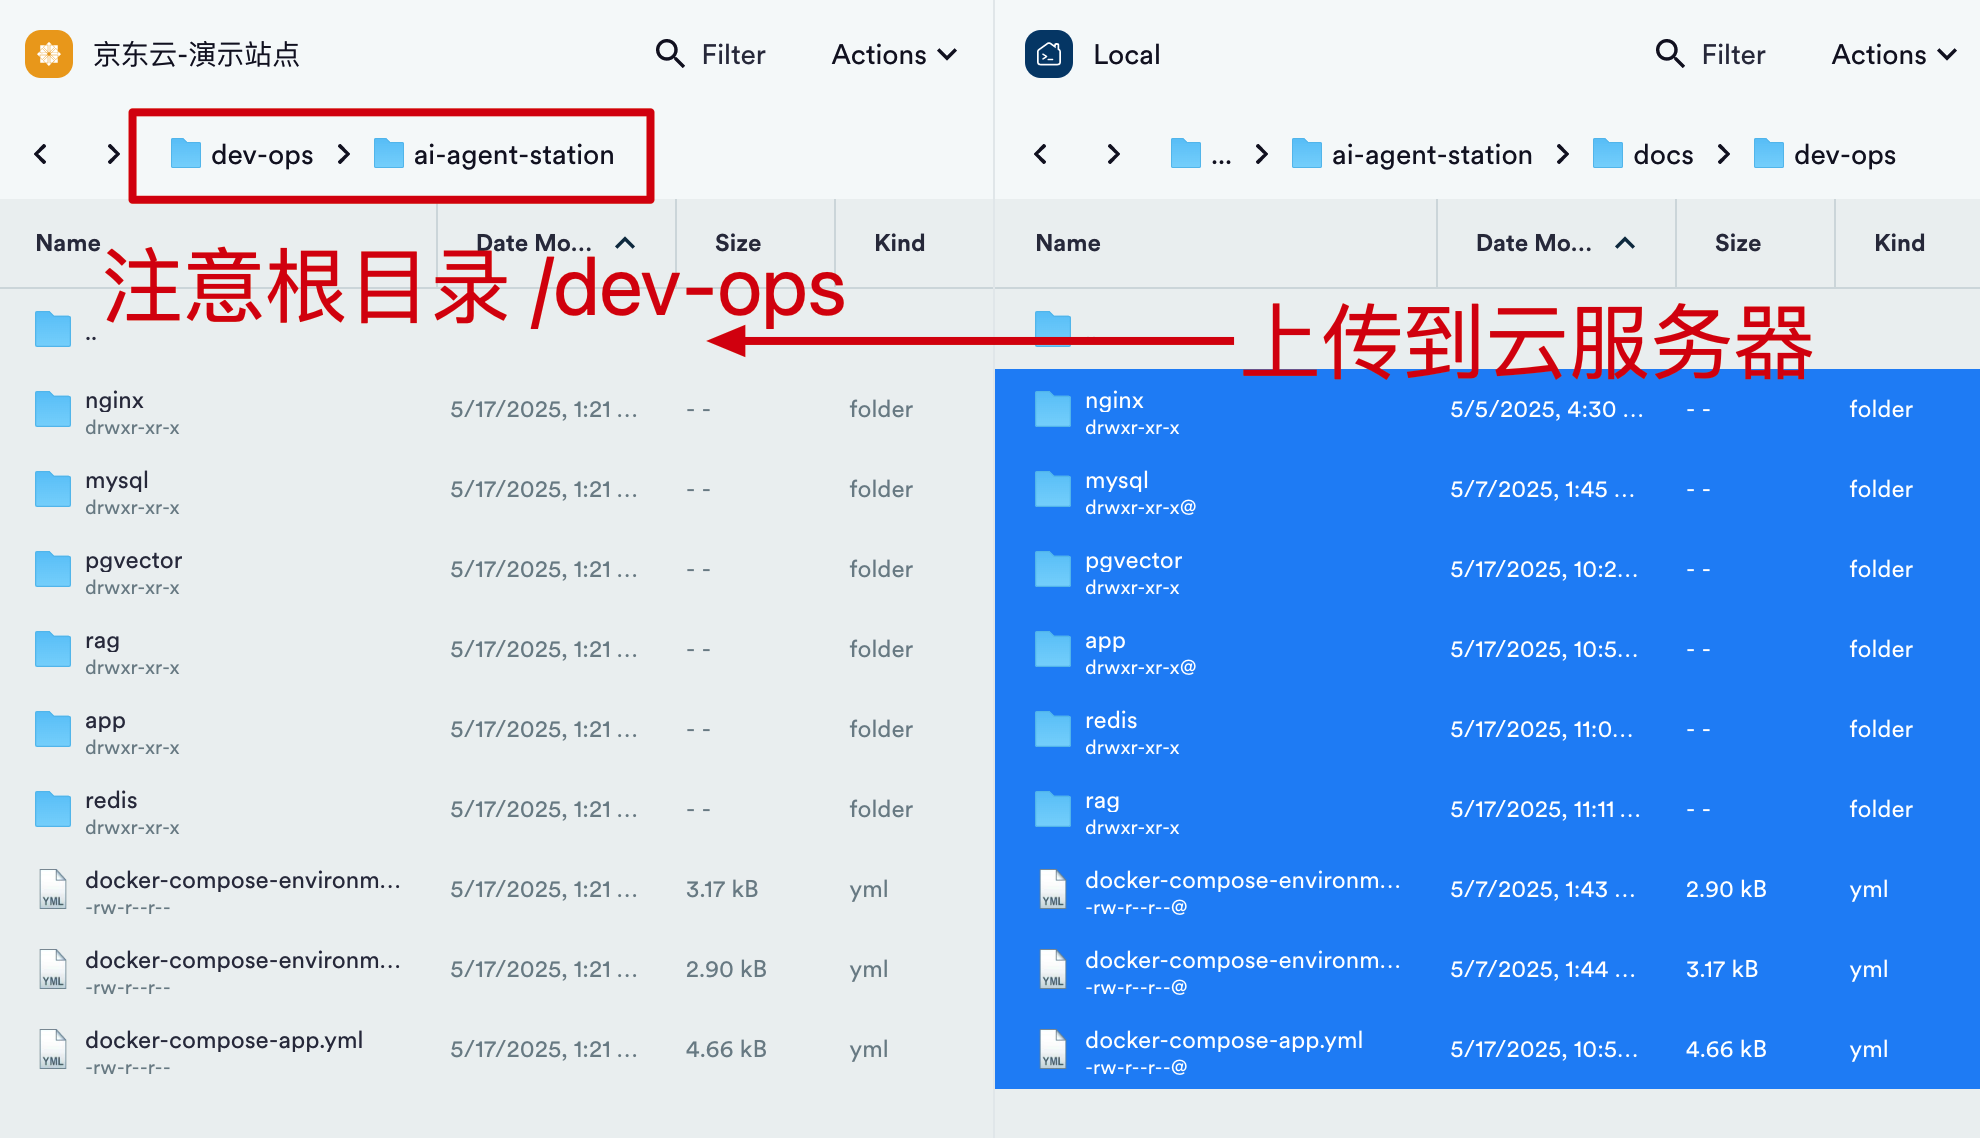 京东云-演示站点
Filter
Actions
dev-ops
ai-agent-station
Name
Date Mo...
Size
Kind
注意根目录 /dev-ops
..
nginx
drwxr-xr-x
5/17/2025, 1:21 ...
- -
folder
mysql
drwxr-xr-x
5/17/2025, 1:21 ...
- -
folder
pgvector
drwxr-xr-x
5/17/2025, 1:21 ...
- -
folder
rag
drwxr-xr-x
5/17/2025, 1:21 ...
- -
folder
app
drwxr-xr-x
5/17/2025, 1:21 ...
- -
folder
redis
drwxr-xr-x
5/17/2025, 1:21 ...
- -
folder
YML
docker-compose-environm...
-rw-r--r--
5/17/2025, 1:21 ...
3.17 kB
yml
YML
docker-compose-environm...
-rw-r--r--
5/17/2025, 1:21 ...
2.90 kB
yml
YML
docker-compose-app.yml
-rw-r--r--
5/17/2025, 1:21 ...
4.66 kB
yml
Local
Filter
Actions
...
ai-agent-station
docs
dev-ops
Name
Date Mo...
Size
Kind
上传到云服务器
nginx
drwxr-xr-x
5/5/2025, 4:30 ...
- -
folder
mysql
drwxr-xr-x@
5/7/2025, 1:45 ...
- -
folder
pgvector
drwxr-xr-x
5/17/2025, 10:2...
- -
folder
app
drwxr-xr-x@
5/17/2025, 10:5...
- -
folder
redis
drwxr-xr-x
5/17/2025, 11:0...
- -
folder
rag
drwxr-xr-x
5/17/2025, 11:11 ...
- -
folder
YML
docker-compose-environm...
-rw-r--r--@
5/7/2025, 1:43 ...
2.90 kB
yml
YML
docker-compose-environm...
-rw-r--r--@
5/7/2025, 1:44 ...
3.17 kB
yml
YML
docker-compose-app.yml
-rw-r--r--@
5/17/2025, 10:5...
4.66 kB
yml